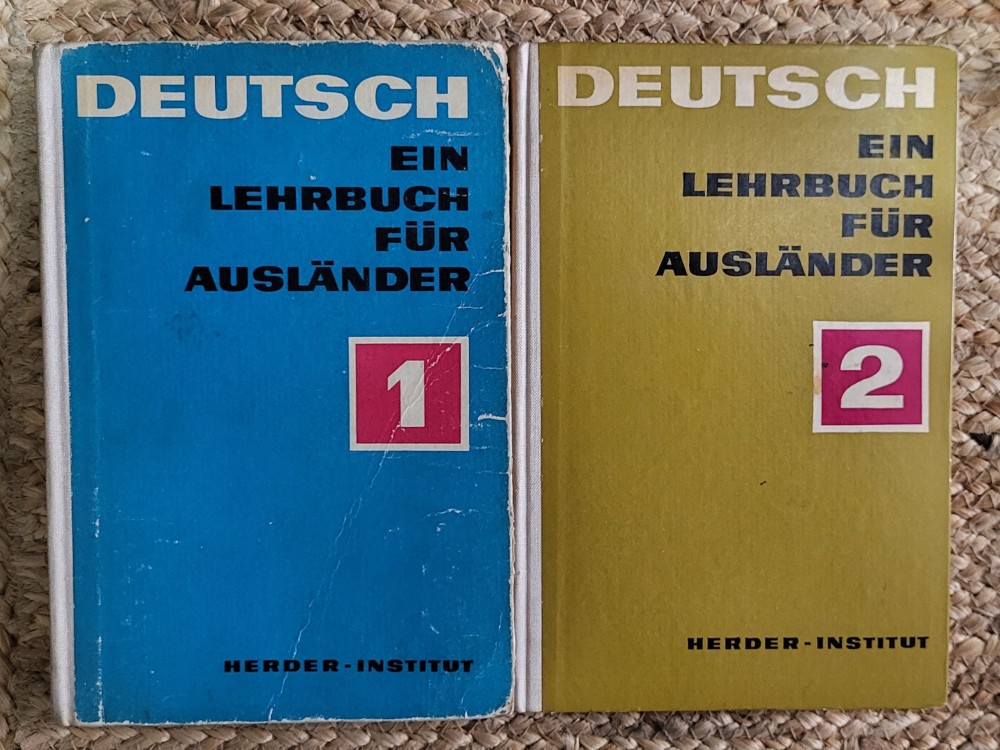 DEUTSCH
EIN
LEHRBUCH
FÜR
AUSLÄNDER
1
HERDER-INSTITUT
DEUTSCH
EIN
LEHRBUCH
FÜR
AUSLÄNDER
2
HERDER-INSTITUT